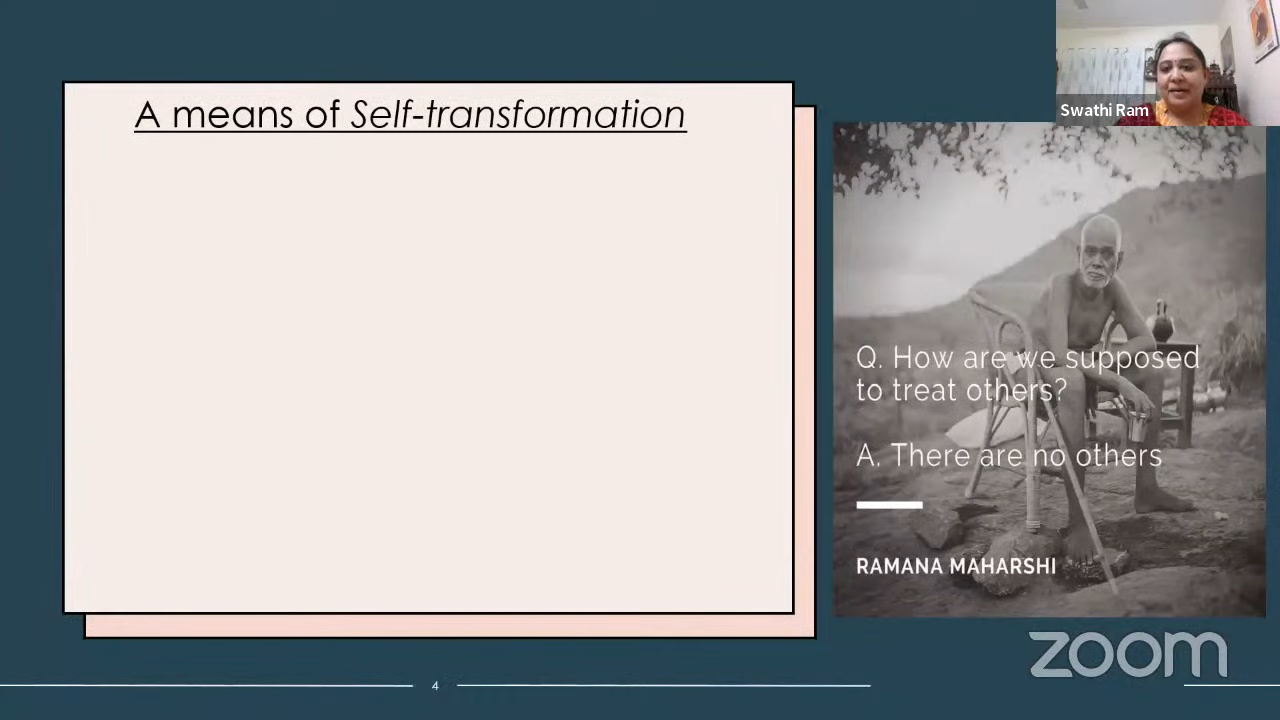 A means of Self-transformation
Swathi Ram
Q. How are we supposed
to treat others?
A. There are no others
RAMANA MAHARSHI
zoom
4